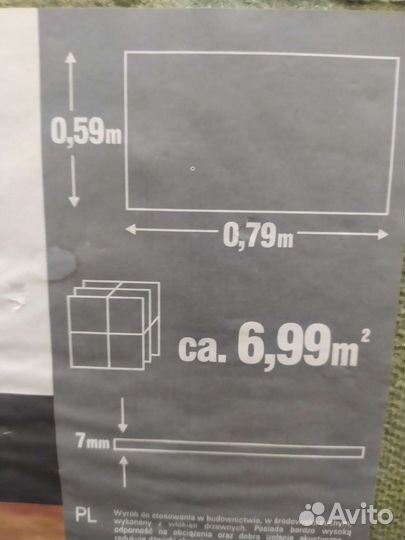 0,59m
0,79m
ca. 6,99m²
7mm
PL
Wyrób do stosowania w budownictwie, w środowisku
wykonany z włókien drzewnych. Posiada bardzo wysoką
odporność na obciążenia oraz dobrą izolację akustyczną
Avito